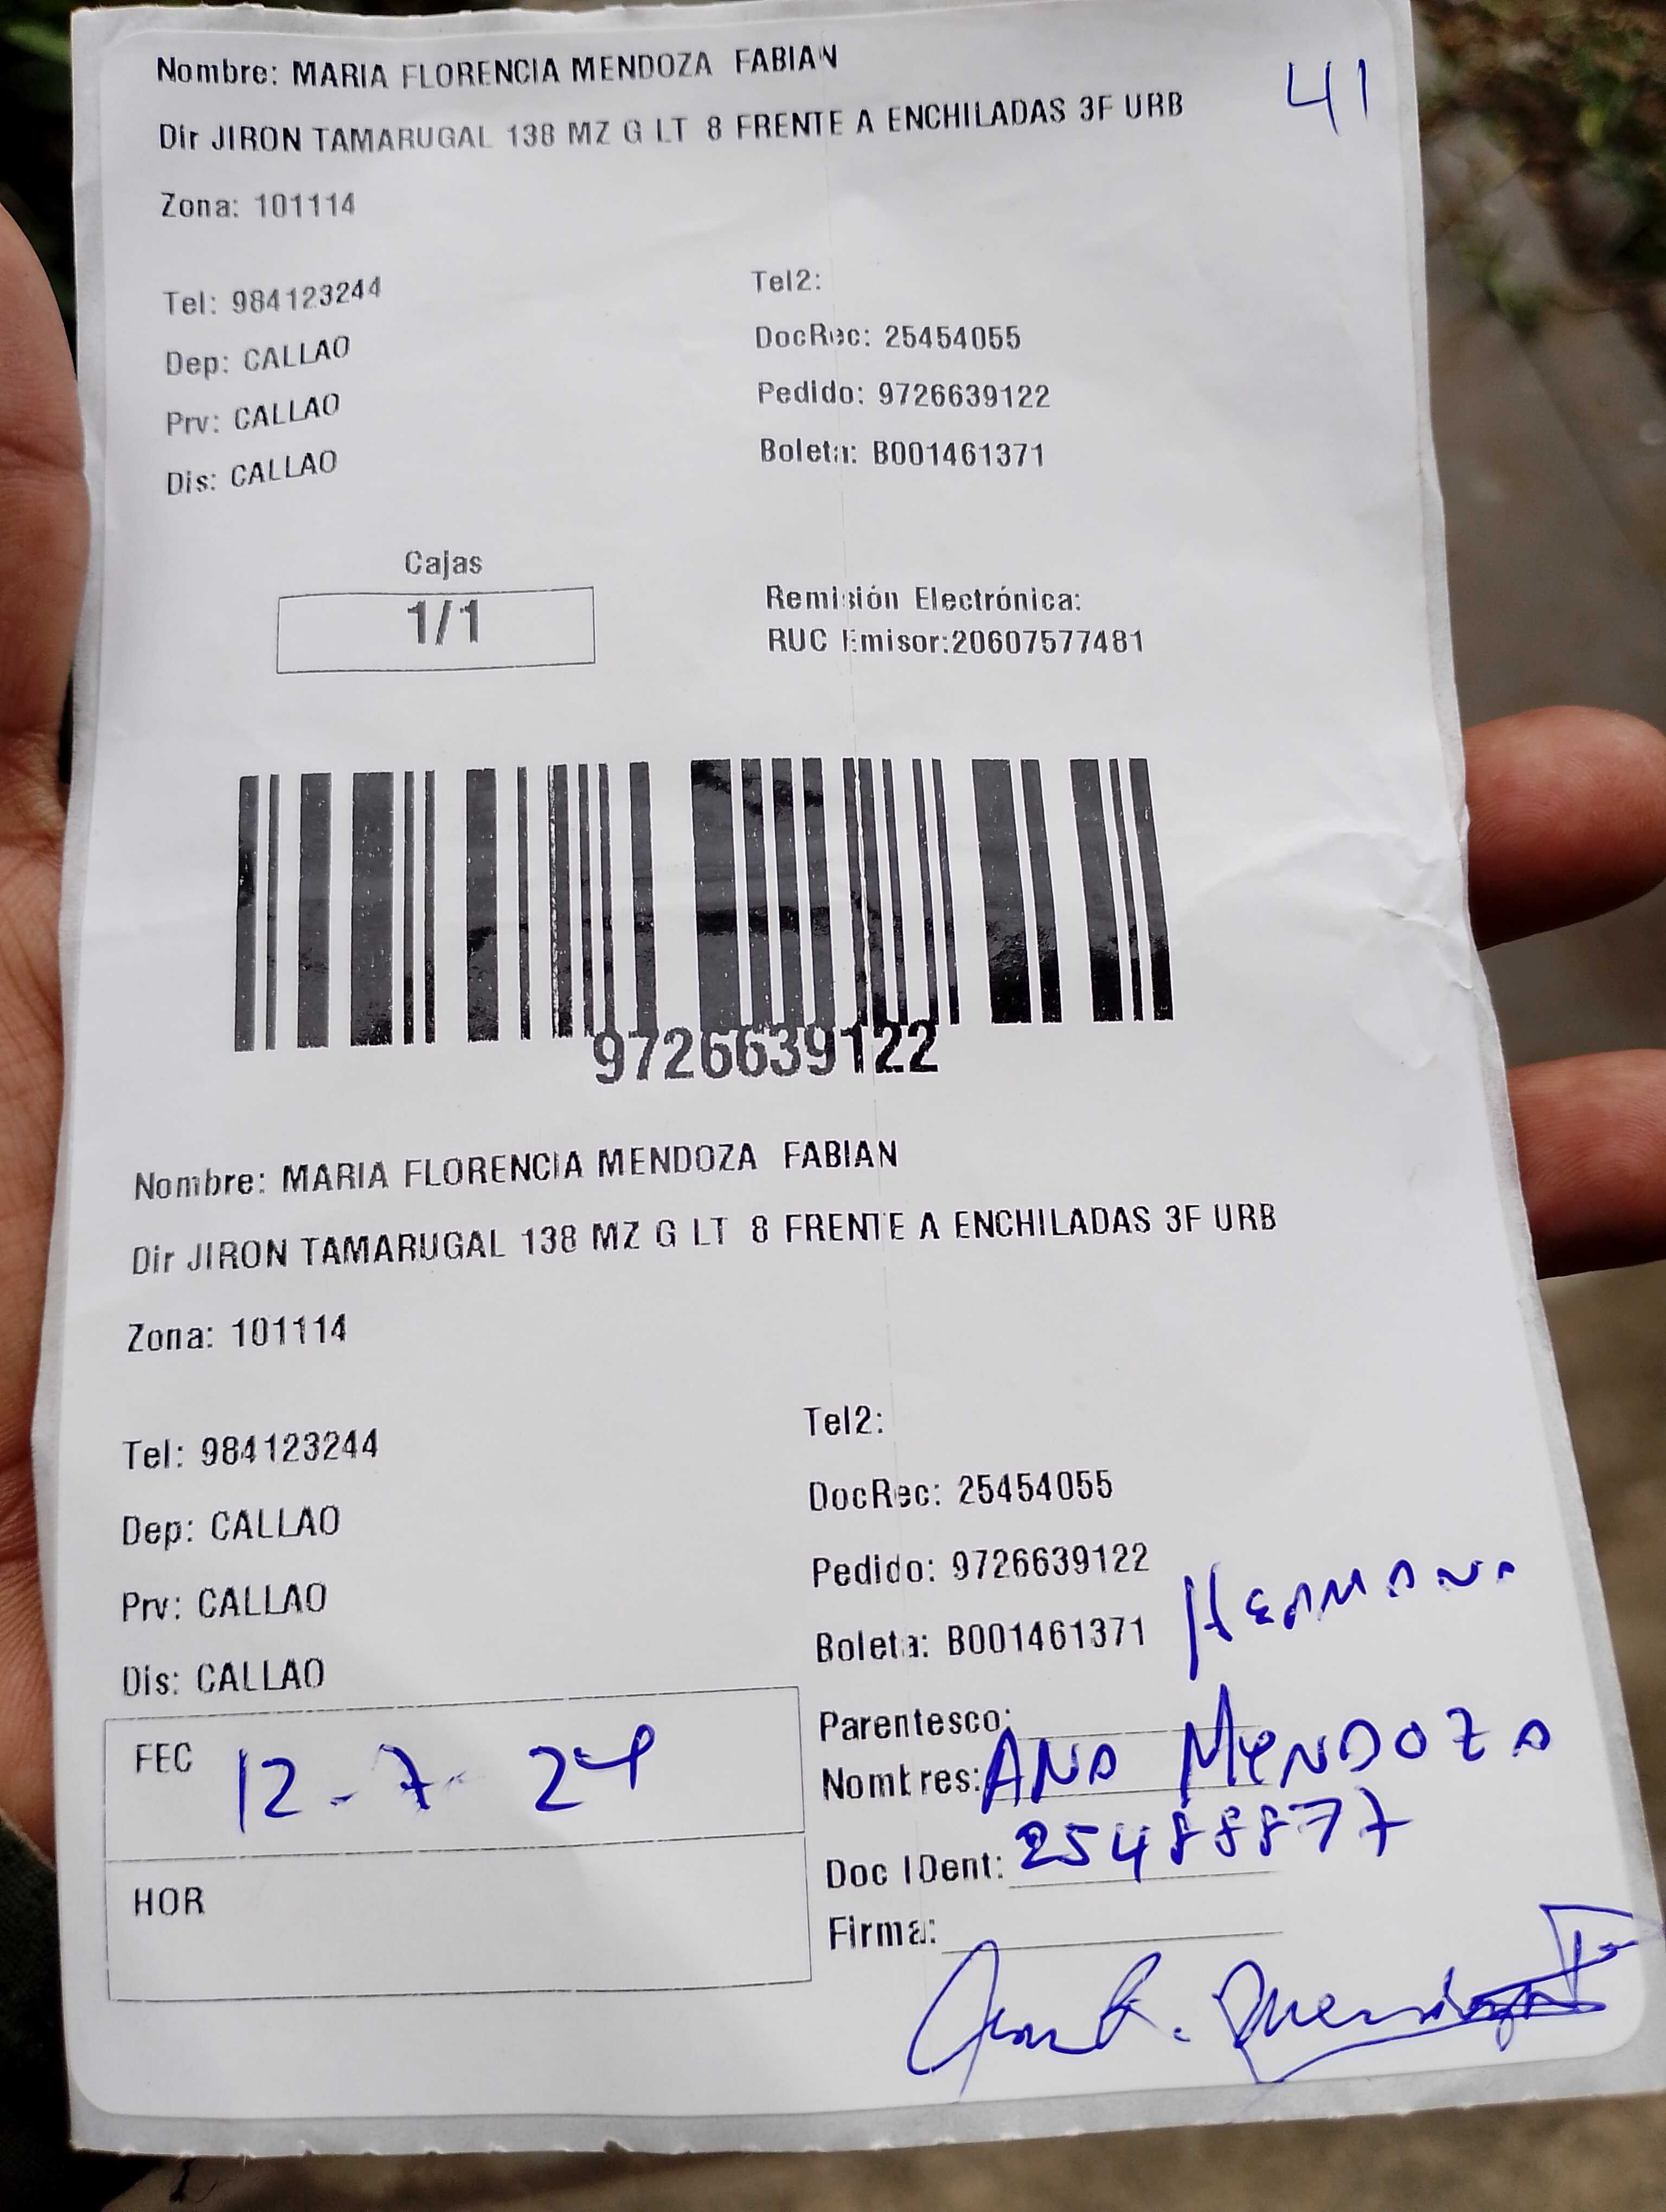 Nombre: MARIA FLORENCIA MENDOZA FABIAN
41
Dir JIRON TAMARUGAL 138 MZ G LT 8 FRENTE A ENCHILADAS 3F URB
Zona: 101114
Tel: 984123244
Tel2:
Dep: CALLAO
DocRec: 25454055
Prv: CALLAO
Pedido: 9726639122
Dis: CALLAO
Boleta: B001461371
Cajas
1/1
Remisión Electrónica:
RUC Emisor:20607577481
9726639122
Nombre: MARIA FLORENCIA MENDOZA FABIAN
Dir JIRON TAMARUGAL 138 MZ G LT 8 FRENTE A ENCHILADAS 3F URB
Zona: 101114
Tel: 984123244
Tel2:
Dep: CALLAO
DocRec: 25454055
Prv: CALLAO
Pedido: 9726639122
Dis: CALLAO
Boleta: B001461371
HERMANA
Parentesco:
FEC 12-7-24
Nombres: ANA MENDOZA
Doc IDent: 25488877
HOR
Firma: